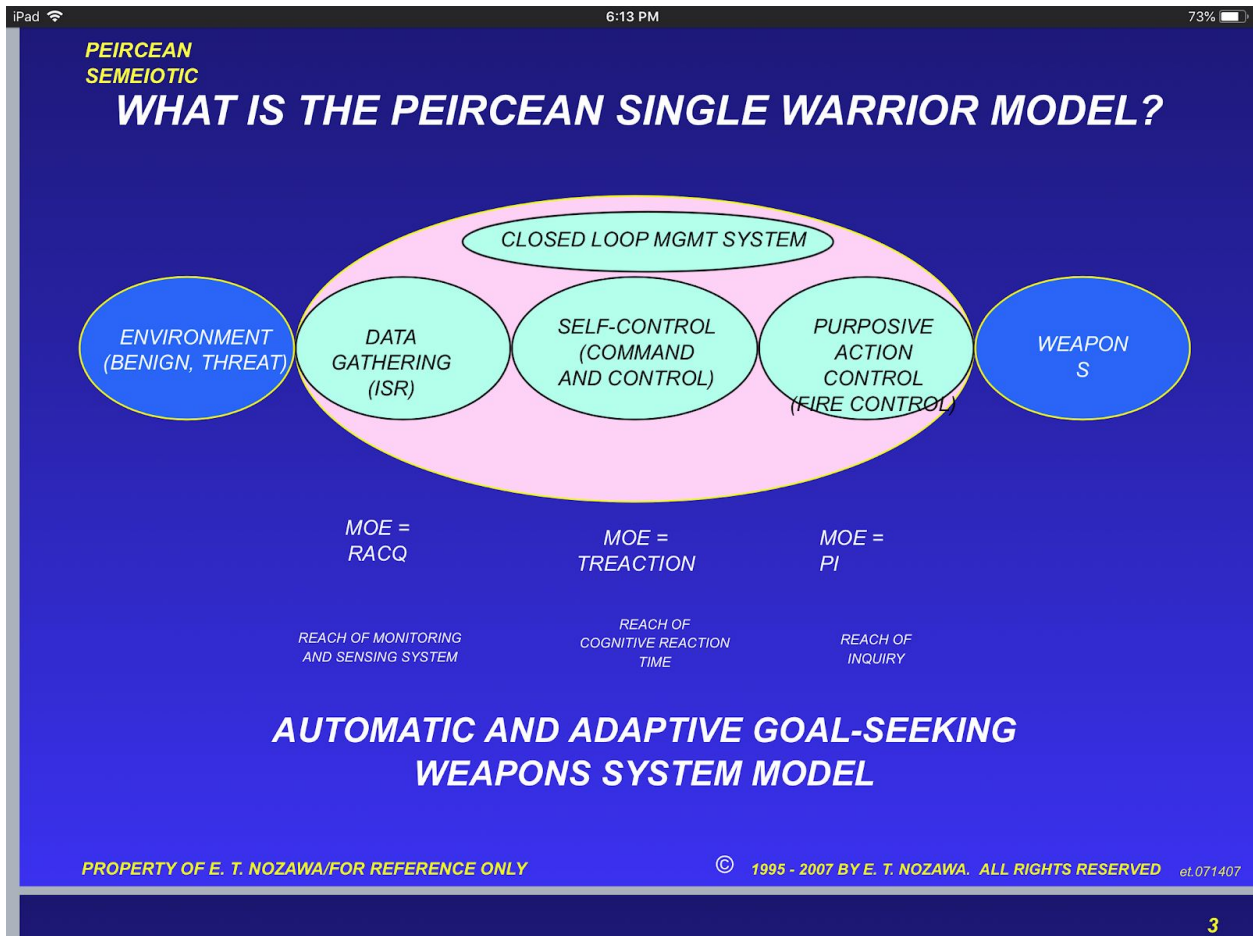 iPad
6:13 PM
73%
PEIRCEAN
SEMEIOTIC
WHAT IS THE PEIRCEAN SINGLE WARRIOR MODEL?
CLOSED LOOP MGMT SYSTEM
ENVIRONMENT
(BENIGN, THREAT)
DATA
GATHERING
(ISR)
SELF-CONTROL
(COMMAND
AND CONTROL)
PURPOSIVE
ACTION
CONTROL
(FIRE CONTROL)
WEAPON
S
MOE =
RACQ
MOE =
TREACTION
MOE =
PI
REACH OF MONITORING
AND SENSING SYSTEM
REACH OF
COGNITIVE REACTION
TIME
REACH OF
INQUIRY
AUTOMATIC AND ADAPTIVE GOAL-SEEKING
WEAPONS SYSTEM MODEL
PROPERTY OF E. T. NOZAWA/FOR REFERENCE ONLY
© 1995 - 2007 BY E. T. NOZAWA. ALL RIGHTS RESERVED
et.071407
3